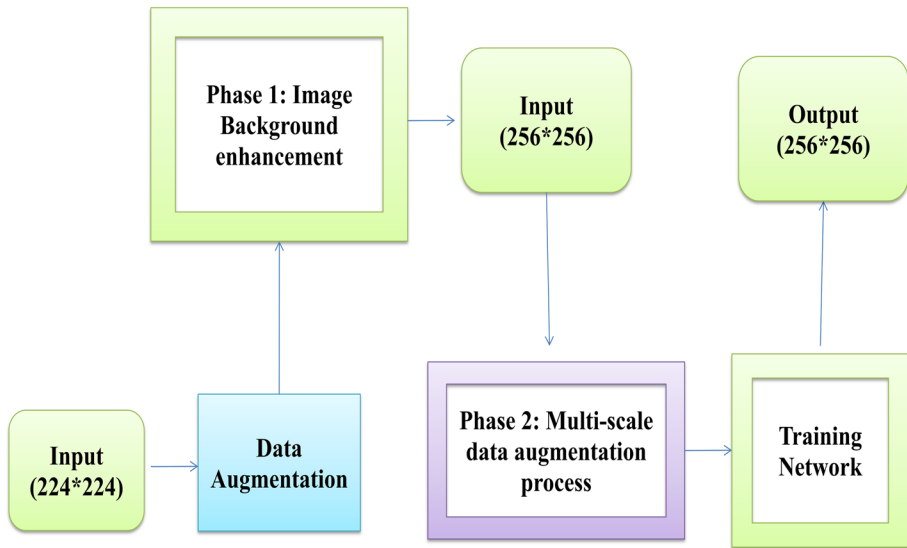 Phase 1: Image
Background
enhancement
Input
(256*256)
Output
(256*256)
Input
(224*224)
Data
Augmentation
Phase 2: Multi-scale
data augmentation
process
Training
Network